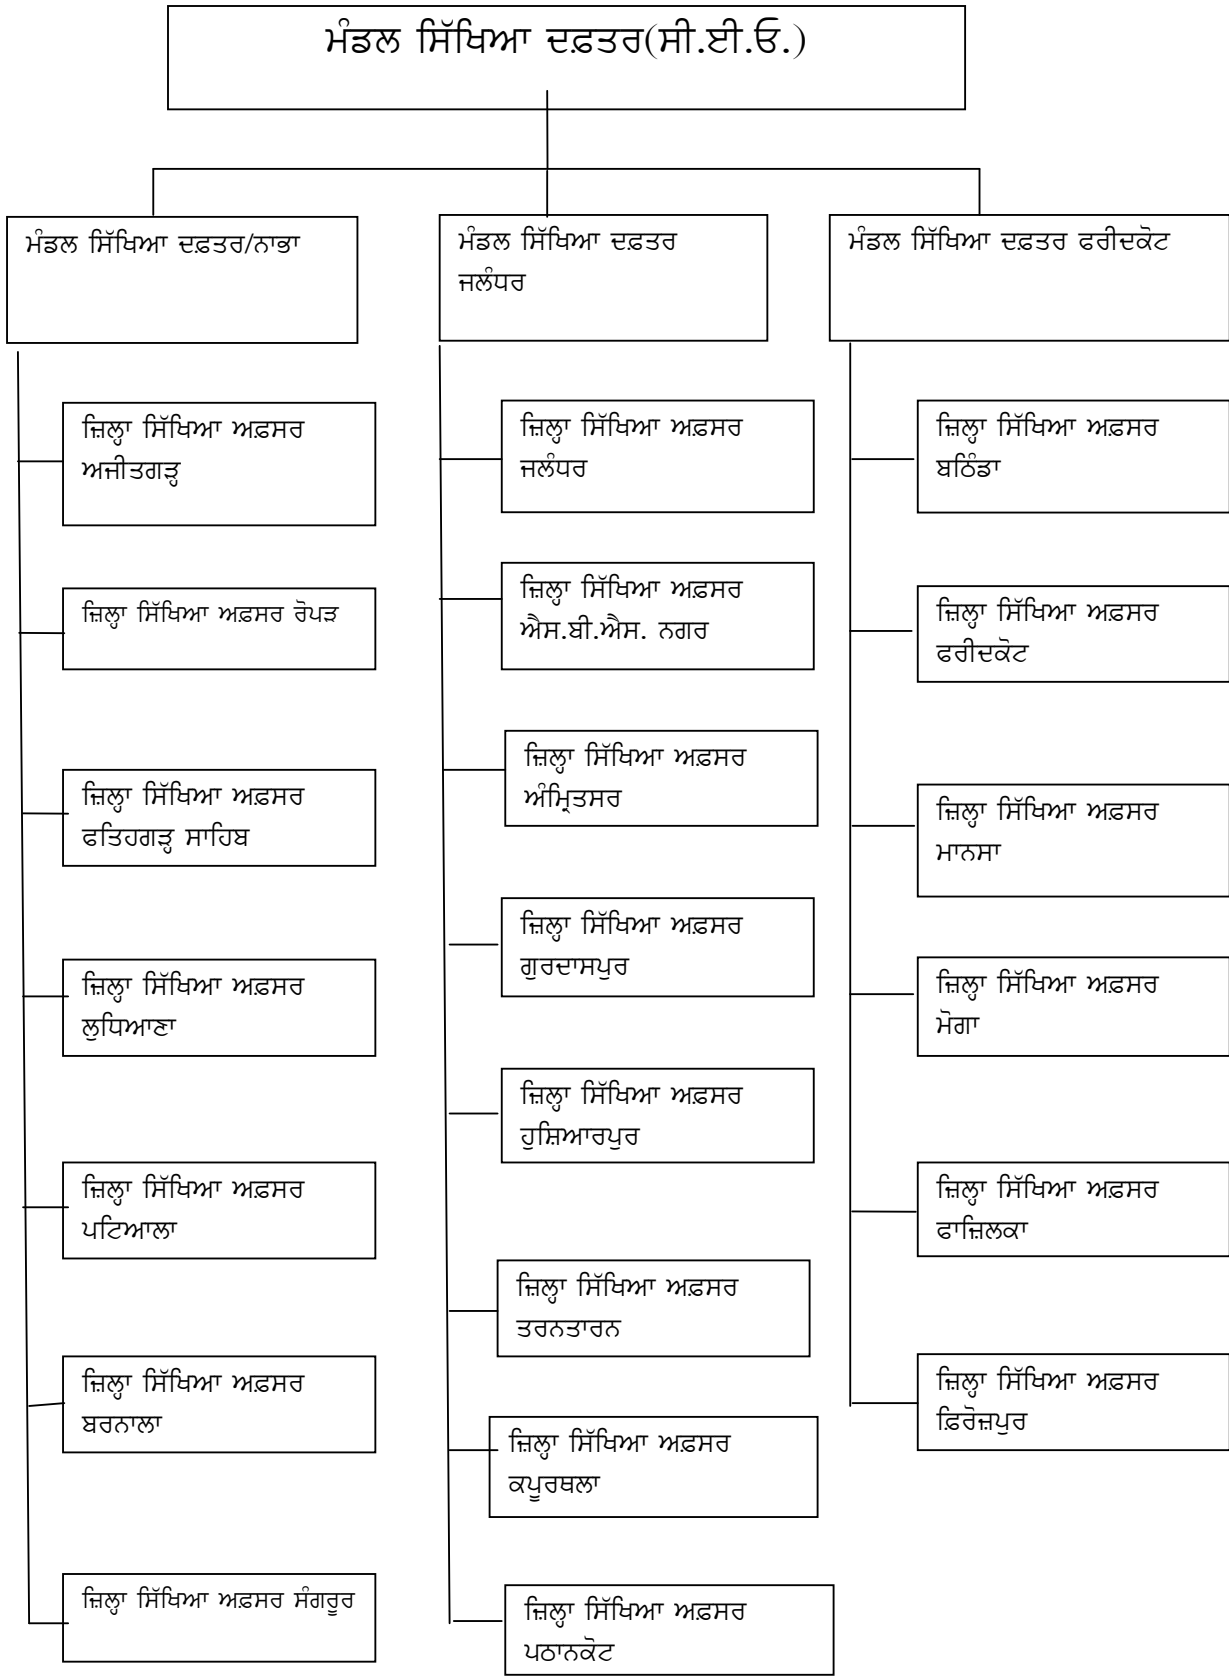 ਮੰਡਲ ਸਿੱਖਿਆ ਦਫ਼ਤਰ(ਸੀ.ਈ.ਓ.)
ਮੰਡਲ ਸਿੱਖਿਆ ਦਫ਼ਤਰ/ਨਾਭਾ
ਜ਼ਿਲ੍ਹਾ ਸਿੱਖਿਆ ਅਫ਼ਸਰ
ਅਜੀਤਗੜ੍ਹ
ਜ਼ਿਲ੍ਹਾ ਸਿੱਖਿਆ ਅਫ਼ਸਰ ਰੋਪੜ
ਜ਼ਿਲ੍ਹਾ ਸਿੱਖਿਆ ਅਫ਼ਸਰ
ਫਤਿਹਗੜ੍ਹ ਸਾਹਿਬ
ਜ਼ਿਲ੍ਹਾ ਸਿੱਖਿਆ ਅਫ਼ਸਰ
ਲੁਧਿਆਣਾ
ਜ਼ਿਲ੍ਹਾ ਸਿੱਖਿਆ ਅਫ਼ਸਰ
ਪਟਿਆਲਾ
ਜ਼ਿਲ੍ਹਾ ਸਿੱਖਿਆ ਅਫ਼ਸਰ
ਬਰਨਾਲਾ
ਜ਼ਿਲ੍ਹਾ ਸਿੱਖਿਆ ਅਫ਼ਸਰ ਸੰਗਰੂਰ
ਮੰਡਲ ਸਿੱਖਿਆ ਦਫ਼ਤਰ
ਜਲੰਧਰ
ਜ਼ਿਲ੍ਹਾ ਸਿੱਖਿਆ ਅਫ਼ਸਰ
ਜਲੰਧਰ
ਜ਼ਿਲ੍ਹਾ ਸਿੱਖਿਆ ਅਫ਼ਸਰ
ਐਸ.ਬੀ.ਐਸ. ਨਗਰ
ਜ਼ਿਲ੍ਹਾ ਸਿੱਖਿਆ ਅਫ਼ਸਰ
ਅੰਮ੍ਰਿਤਸਰ
ਜ਼ਿਲ੍ਹਾ ਸਿੱਖਿਆ ਅਫ਼ਸਰ
ਗੁਰਦਾਸਪੁਰ
ਜ਼ਿਲ੍ਹਾ ਸਿੱਖਿਆ ਅਫ਼ਸਰ
ਹੁਸ਼ਿਆਰਪੁਰ
ਜ਼ਿਲ੍ਹਾ ਸਿੱਖਿਆ ਅਫ਼ਸਰ
ਤਰਨਤਾਰਨ
ਜ਼ਿਲ੍ਹਾ ਸਿੱਖਿਆ ਅਫ਼ਸਰ
ਕਪੂਰਥਲਾ
ਜ਼ਿਲ੍ਹਾ ਸਿੱਖਿਆ ਅਫ਼ਸਰ
ਪਠਾਨਕੋਟ
ਮੰਡਲ ਸਿੱਖਿਆ ਦਫ਼ਤਰ ਫਰੀਦਕੋਟ
ਜ਼ਿਲ੍ਹਾ ਸਿੱਖਿਆ ਅਫ਼ਸਰ
ਬਠਿੰਡਾ
ਜ਼ਿਲ੍ਹਾ ਸਿੱਖਿਆ ਅਫ਼ਸਰ
ਫਰੀਦਕੋਟ
ਜ਼ਿਲ੍ਹਾ ਸਿੱਖਿਆ ਅਫ਼ਸਰ
ਮਾਨਸਾ
ਜ਼ਿਲ੍ਹਾ ਸਿੱਖਿਆ ਅਫ਼ਸਰ
ਮੋਗਾ
ਜ਼ਿਲ੍ਹਾ ਸਿੱਖਿਆ ਅਫ਼ਸਰ
ਫਾਜ਼ਿਲਕਾ
ਜ਼ਿਲ੍ਹਾ ਸਿੱਖਿਆ ਅਫ਼ਸਰ
ਫ਼ਿਰੋਜ਼ਪੁਰ